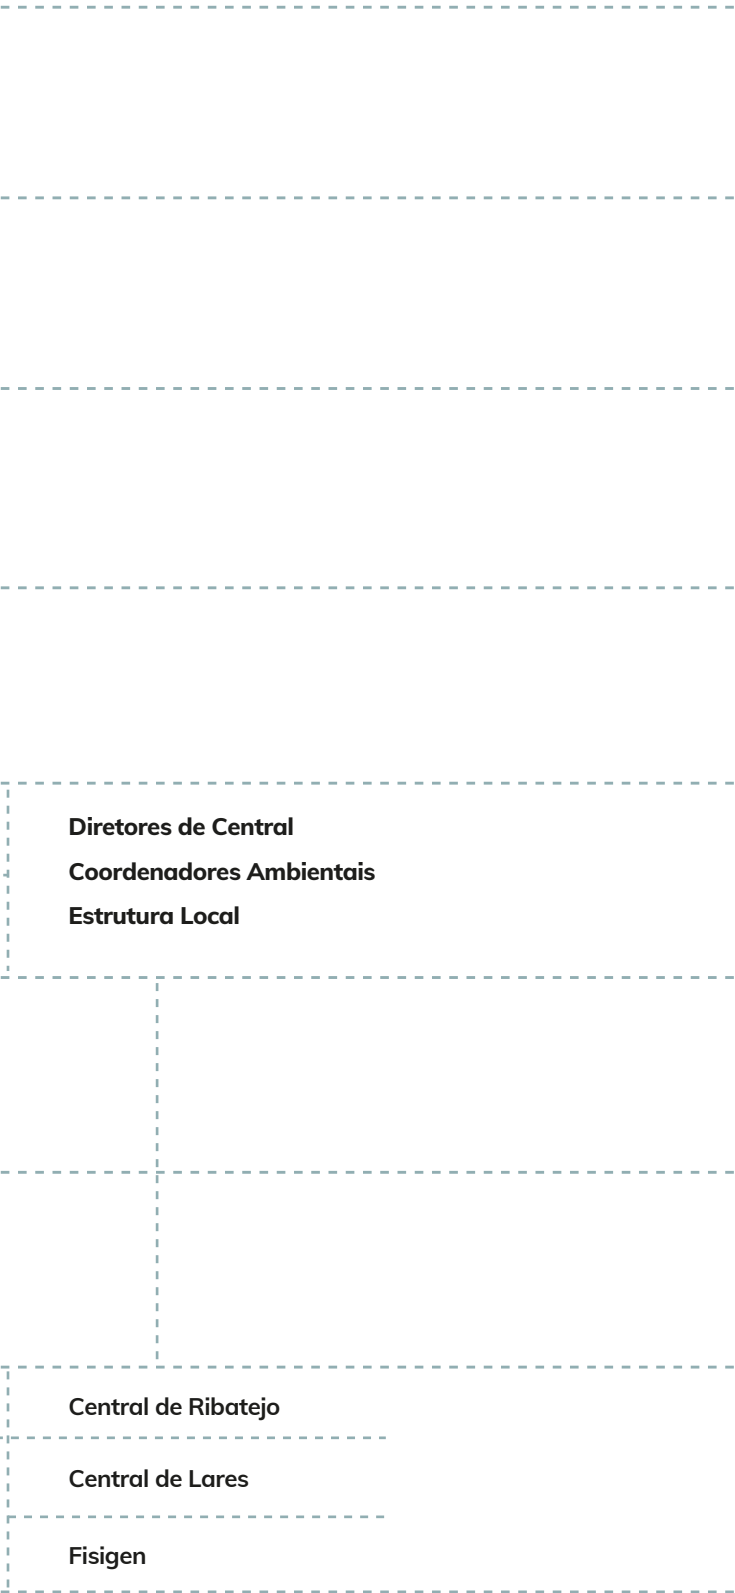 Diretores de Central
Coordenadores Ambientais
Estrutura Local
Central de Ribatejo
Central de Lares
Fisigen